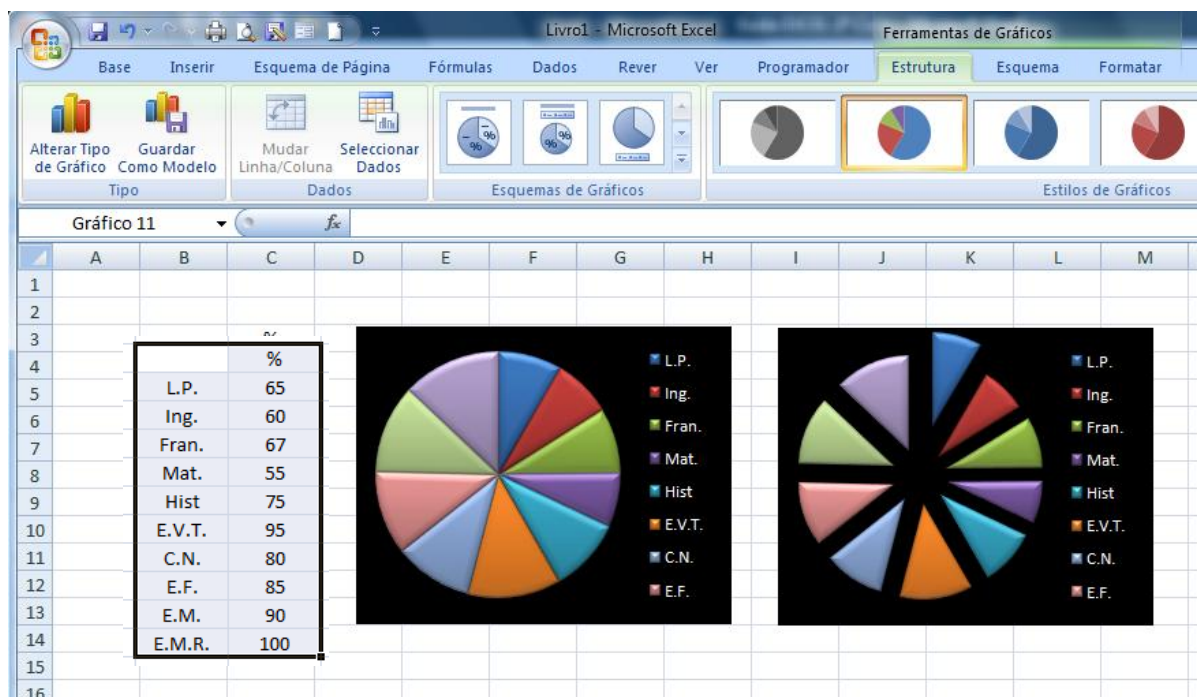 Livro1 - Microsoft Excel
Ferramentas de Gráficos
Base Inserir Esquema de Página Fórmulas Dados Rever Ver Programador Estrutura Esquema Formatar
Alterar Tipo de Gráfico
Guardar Como Modelo
Mudar Linha/Coluna
Seleccionar Dados
Tipo Dados Esquemas de Gráficos Estilos de Gráficos
Gráfico 11 fx
A B C D E F G H I J K L M
1
2
3 %
4 %
5 L.P. 65
6 Ing. 60
7 Fran. 67
8 Mat. 55
9 Hist 75
10 E.V.T. 95
11 C.N. 80
12 E.F. 85
13 E.M. 90
14 E.M.R. 100
15
16
L.P.
Ing.
Fran.
Mat.
Hist
E.V.T.
C.N.
E.F.
L.P.
Ing.
Fran.
Mat.
Hist
E.V.T.
C.N.
E.F.